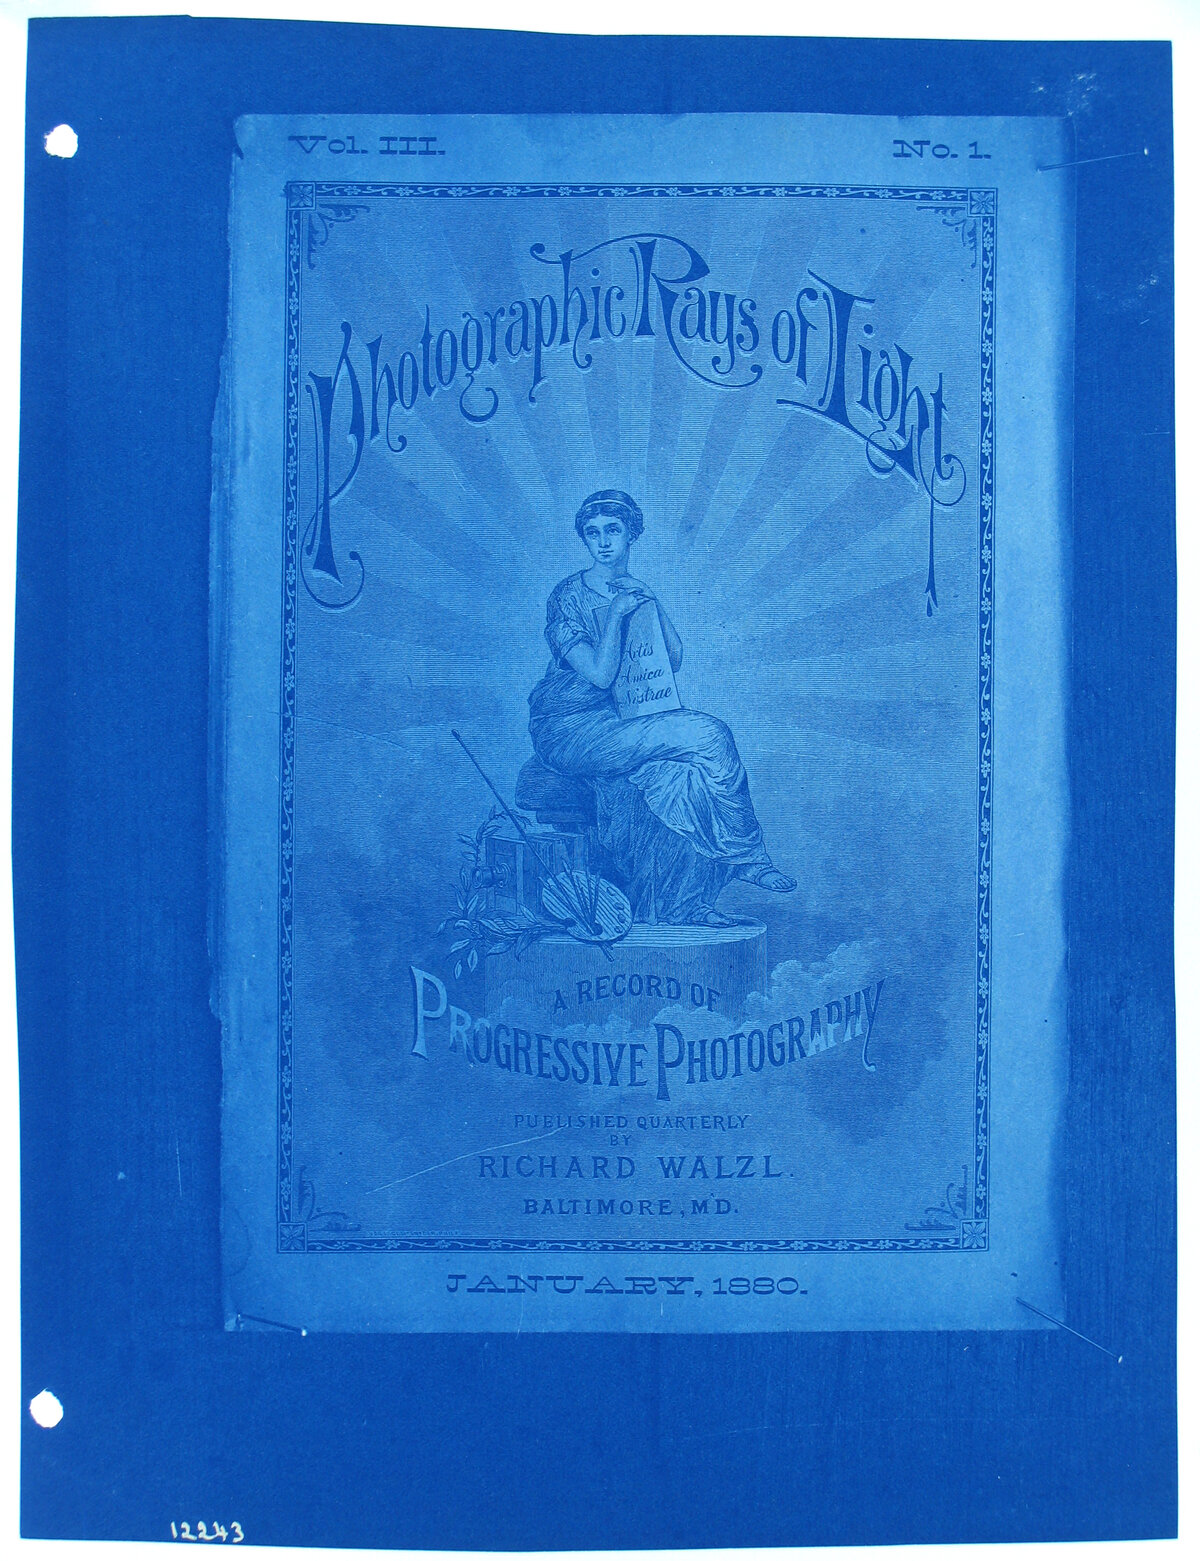 Vol. III.
No. 1.
Photographic Rays of Light
Artis
Amica
Nostrae
A RECORD OF
PROGRESSIVE PHOTOGRAPHY
PUBLISHED QUARTERLY
BY
RICHARD WALZL.
BALTIMORE, MD.
JANUARY, 1880.
12243